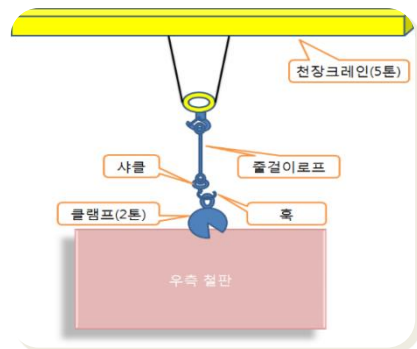 천장크레인(5톤)
샤클
줄걸이로프
클램프(2톤)
훅
우측 철판